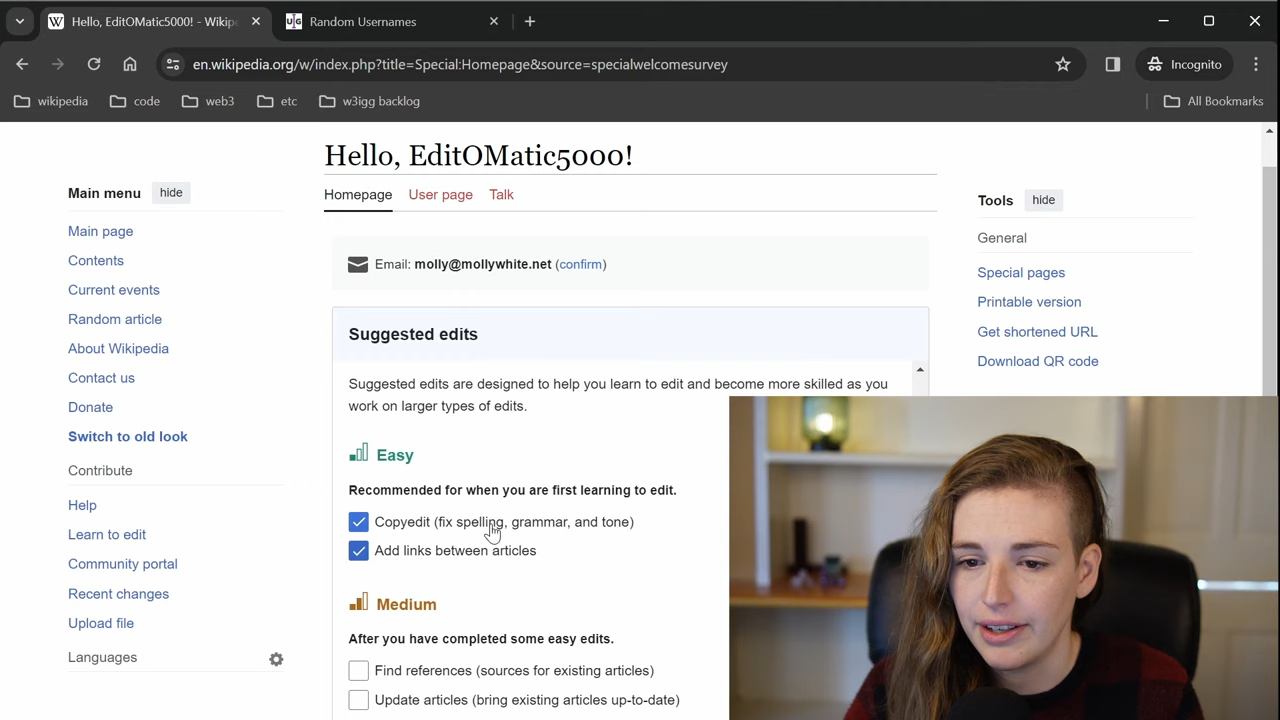 Hello, EditOMatic5000! - Wikip
Random Usernames
en.wikipedia.org/w/index.php?title=Special:Homepage&source=specialwelcomesurvey
Incognito
wikipedia
code
web3
etc
w3igg backlog
All Bookmarks
Hello, EditOMatic5000!
Main menu
hide
Homepage
User page
Talk
Tools
hide
Main page
Contents
Current events
Random article
About Wikipedia
Contact us
Donate
Switch to old look
Contribute
Help
Learn to edit
Community portal
Recent changes
Upload file
Languages
Email: molly@mollywhite.net (confirm)
Suggested edits
Suggested edits are designed to help you learn to edit and become more skilled as you
work on larger types of edits.
Easy
Recommended for when you are first learning to edit.
Copyedit (fix spelling, grammar, and tone)
Add links between articles
Medium
After you have completed some easy edits.
Find references (sources for existing articles)
Update articles (bring existing articles up-to-date)
General
Special pages
Printable version
Get shortened URL
Download QR code